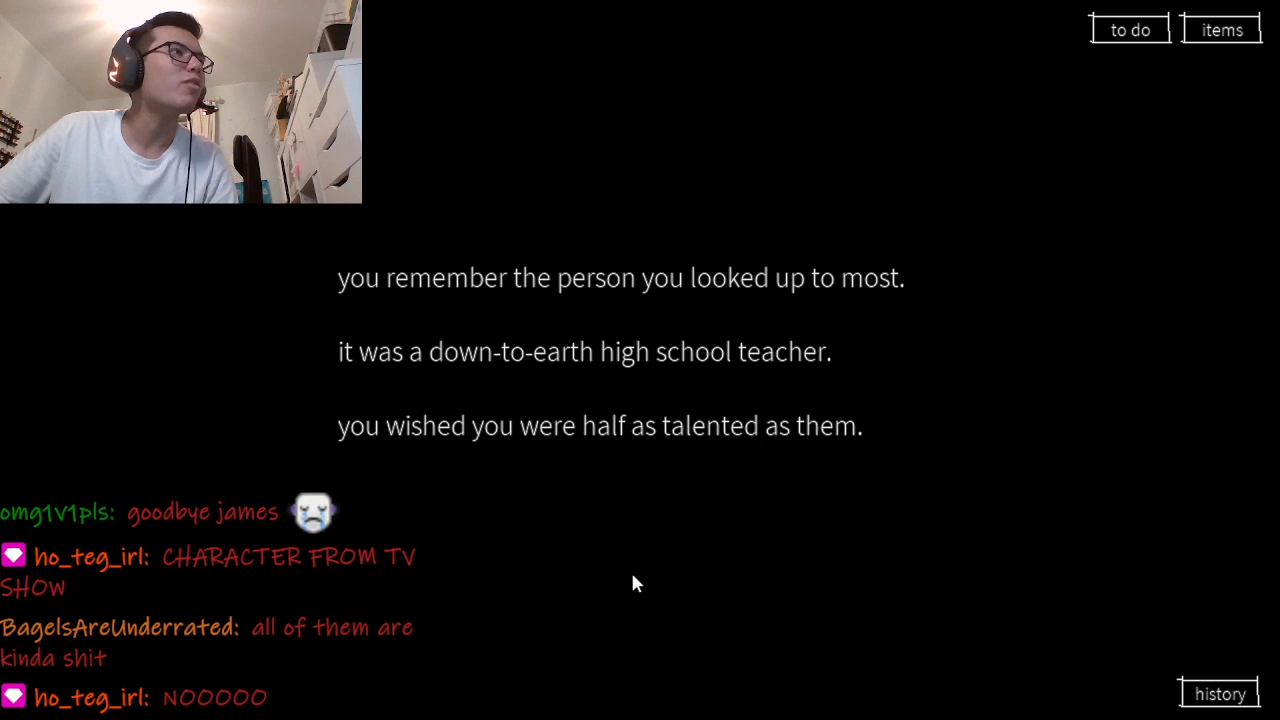 to do
items
you remember the person you looked up to most.
it was a down-to-earth high school teacher.
you wished you were half as talented as them.
omg1v1pls: goodbye james
ho_teg_irl: CHARACTER FROM TV
SHOW
BagelsAreUnderrated: all of them are
kinda shit
ho_teg_irl: NOOOOO
history